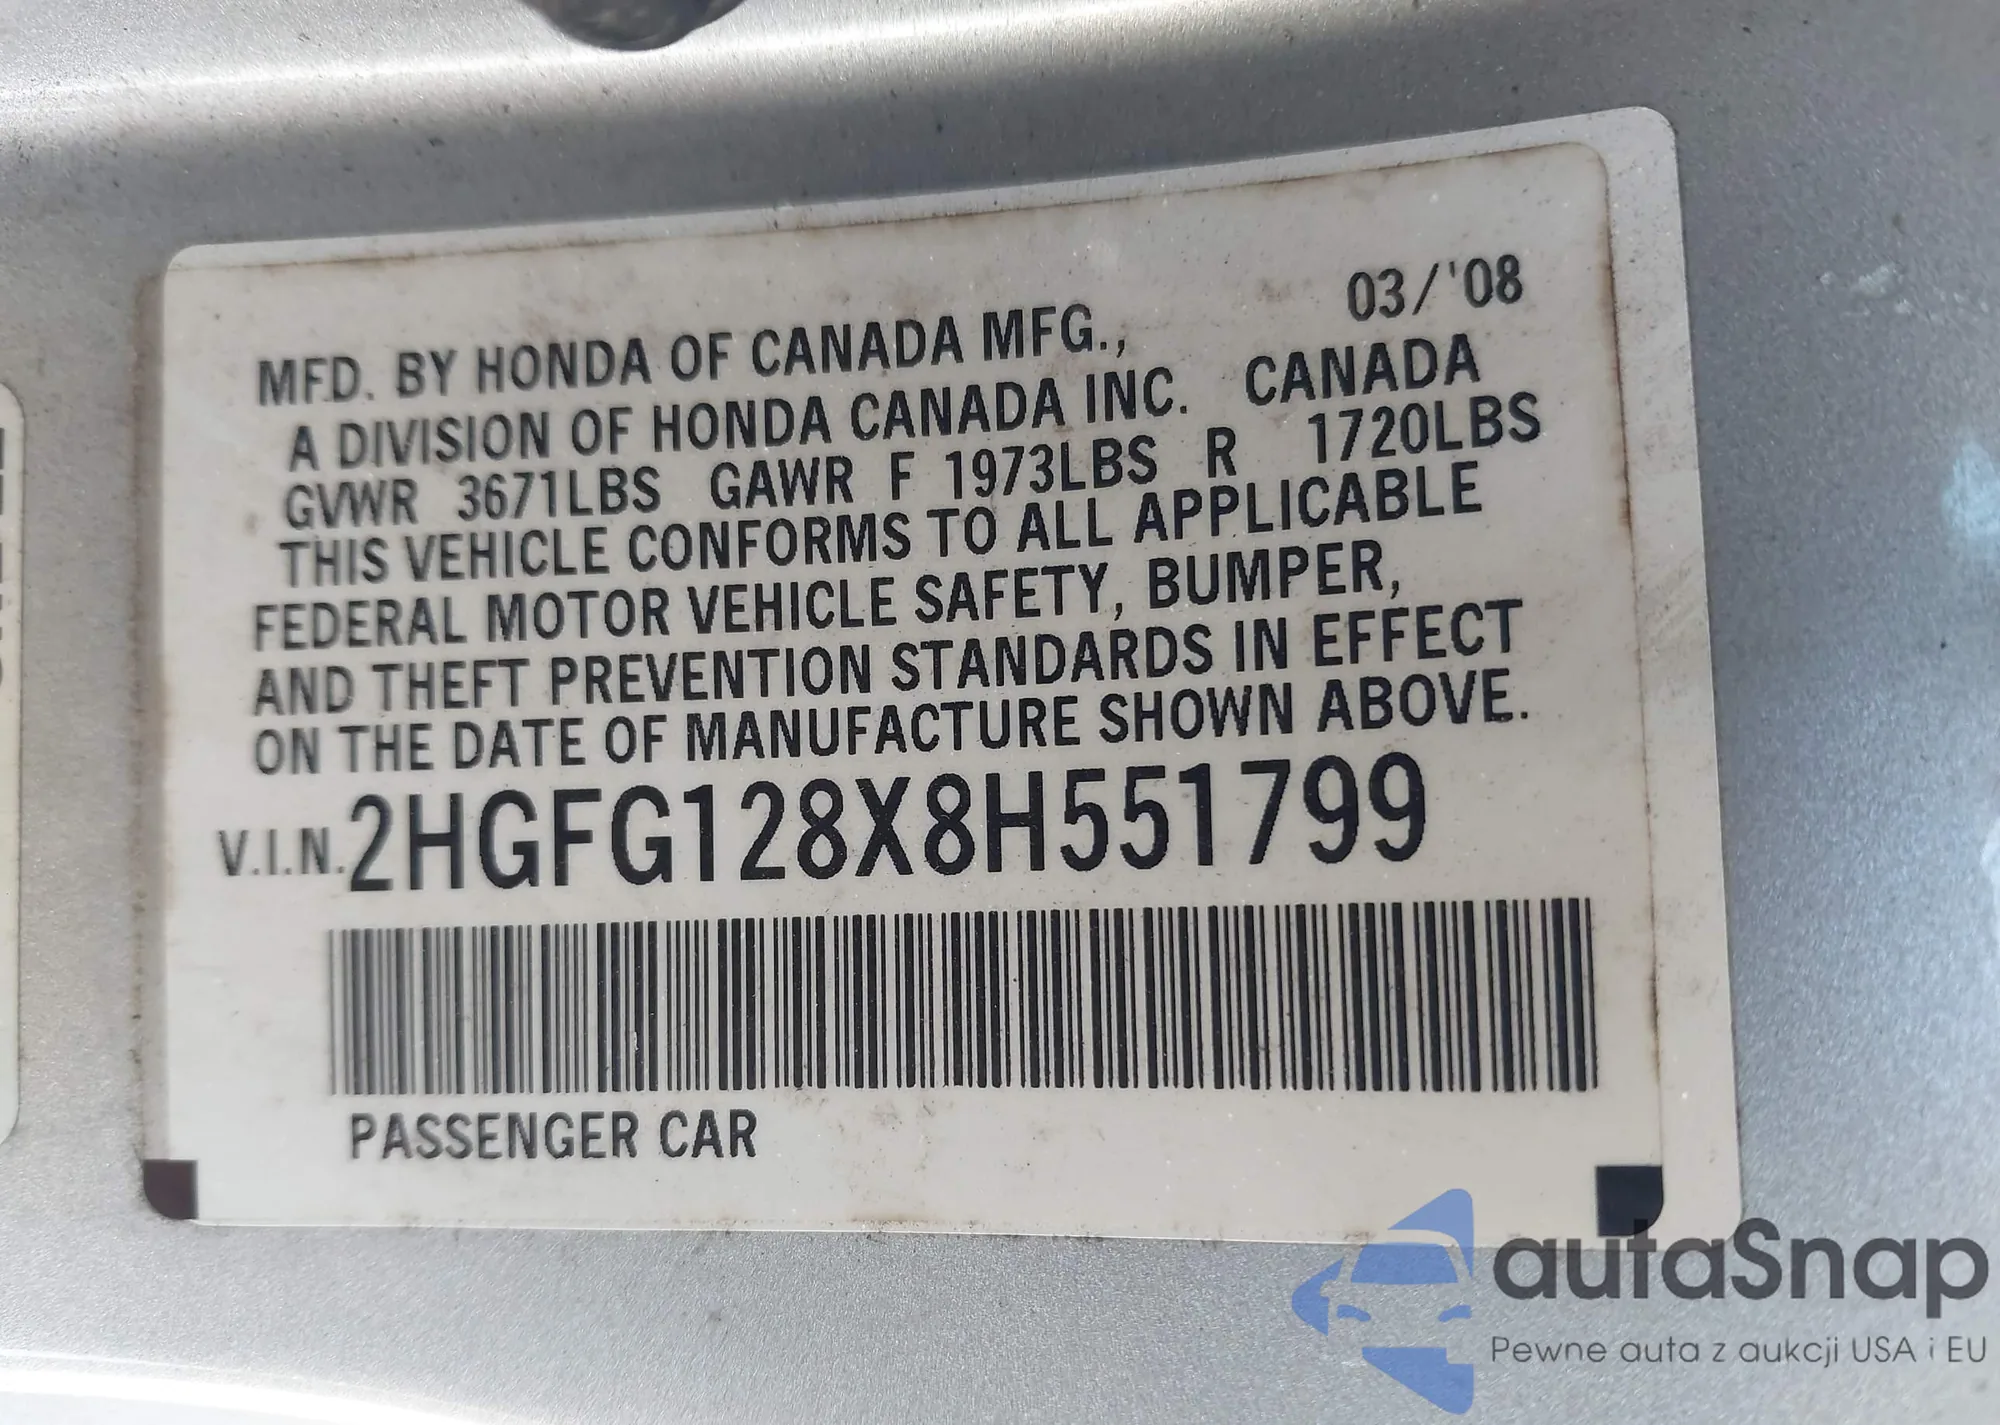 03/'08
MFD. BY HONDA OF CANADA MFG.,
A DIVISION OF HONDA CANADA INC. CANADA
GVWR 3671LBS GAWR F 1973LBS R 1720LBS
THIS VEHICLE CONFORMS TO ALL APPLICABLE
FEDERAL MOTOR VEHICLE SAFETY, BUMPER,
AND THEFT PREVENTION STANDARDS IN EFFECT
ON THE DATE OF MANUFACTURE SHOWN ABOVE.
V.I.N. 2HGFG128X8H551799
PASSENGER CAR
autaSnap
Pewne auta z aukcji USA i EU